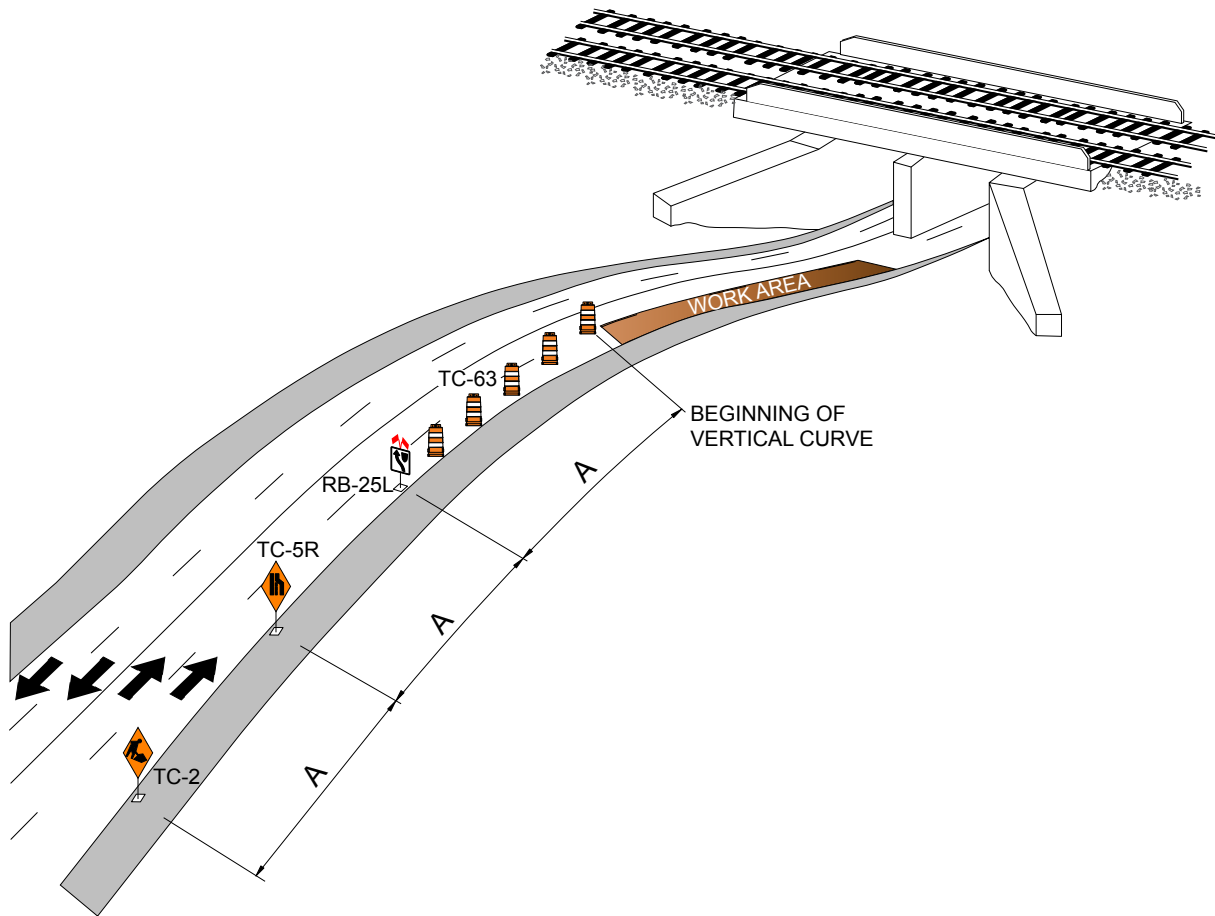 WORK AREA
TC-63
BEGINNING OF
VERTICAL CURVE
A
RB-25L
TC-5R
A
TC-2
A